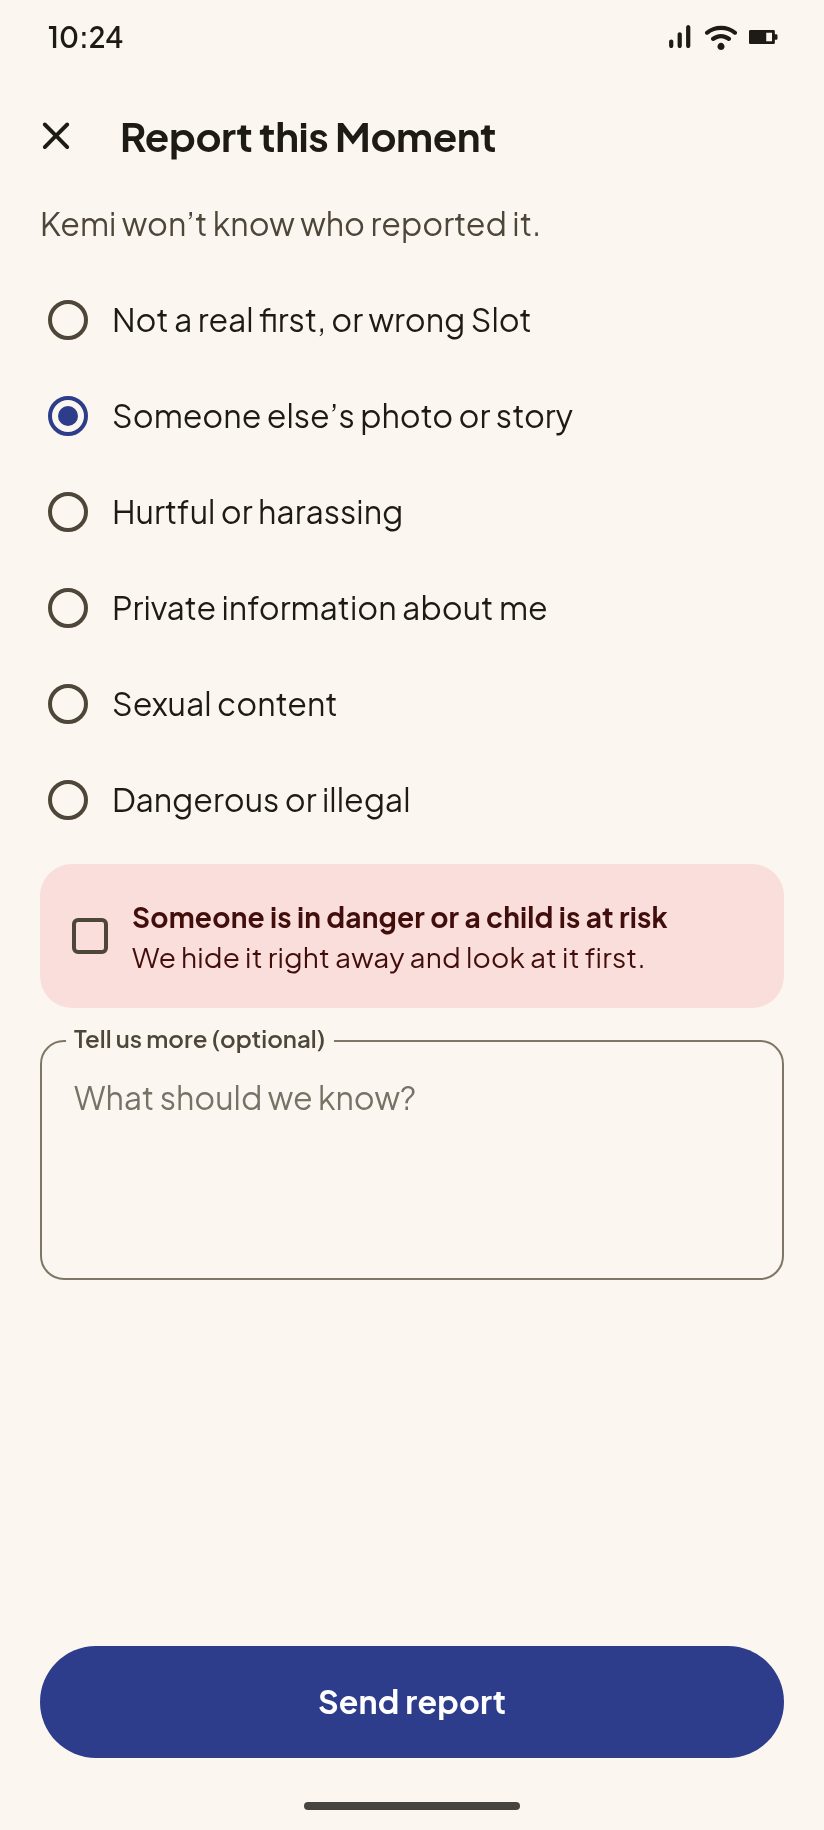 10:24
Report this Moment
Kemi won’t know who reported it.
Not a real first, or wrong Slot
Someone else’s photo or story
Hurtful or harassing
Private information about me
Sexual content
Dangerous or illegal
Someone is in danger or a child is at risk
We hide it right away and look at it first.
Tell us more (optional)
What should we know?
Send report